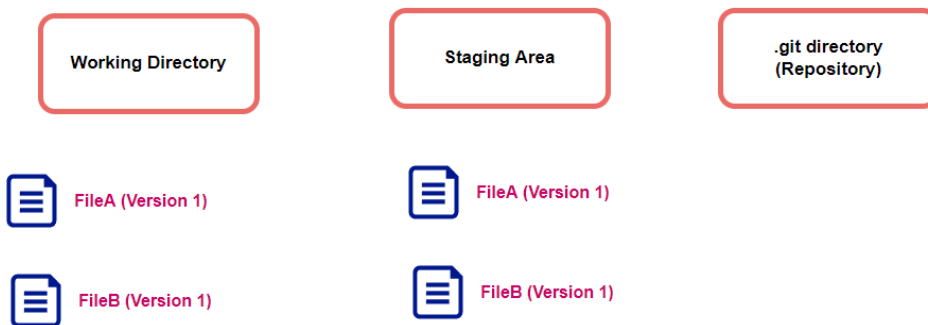 Working Directory
Staging Area
.git directory
(Repository)
FileA (Version 1)
FileA (Version 1)
FileB (Version 1)
FileB (Version 1)